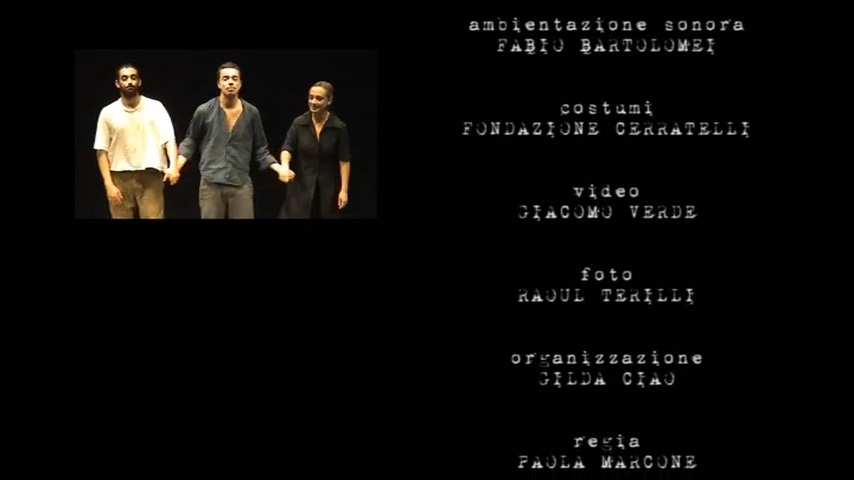 ambientazione sonora
FABIO BARTOLOMEI
costumi
FONDAZIONE CERRATELLI
video
GIACOMO VERDE
foto
RAOUL TERILLI
organizzazione
GILDA CIAO
regia
PAOLA MARCONE